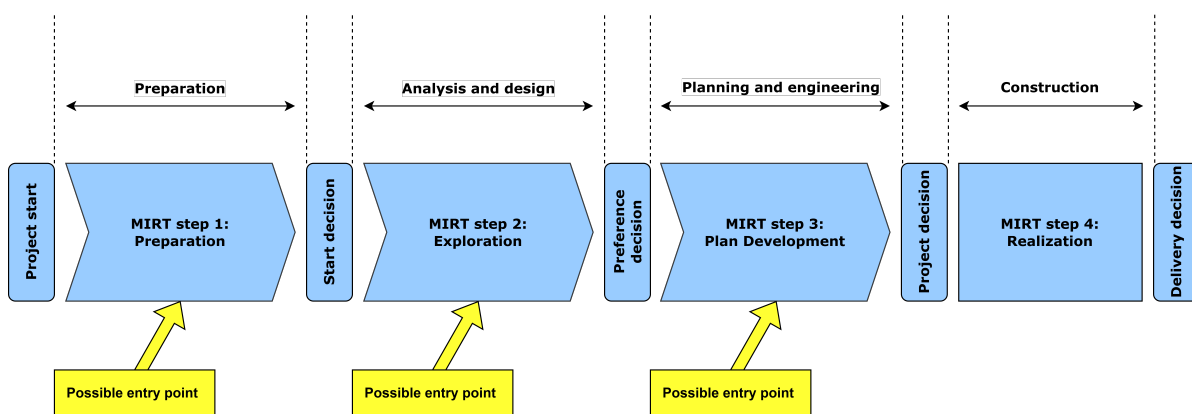 Preparation
Analysis and design
Planning and engineering
Construction
Project start
MIRT step 1:
Preparation
Start decision
MIRT step 2:
Exploration
Preference
decision
MIRT step 3:
Plan Development
Project decision
MIRT step 4:
Realization
Delivery decision
Possible entry point
Possible entry point
Possible entry point